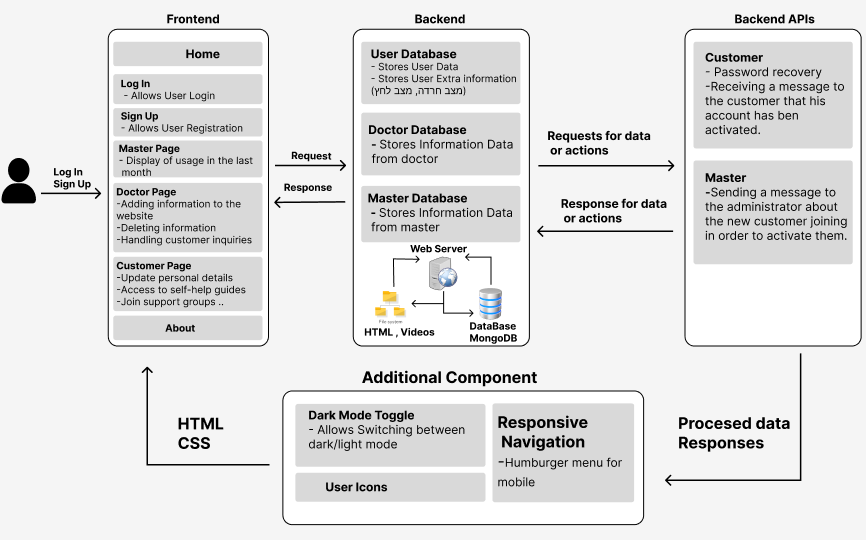 Frontend
Home
Log In
- Allows User Login
Sign Up
- Allows User Registration
Master Page
- Display of usage in the last
month
Doctor Page
-Adding information to the
website
-Deleting information
-Handling customer inquiries
Customer Page
-Update personal details
-Access to self-help guides
-Join support groups ..
About
Log In
Sign Up
Request
Response
Backend
User Database
- Stores User Data
- Stores User Extra information
(מצב חרדה, מצב לחץ)
Doctor Database
- Stores Information Data
from doctor
Master Database
- Stores Information Data
from master
Web Server
File system
HTML , Videos
DataBase
MongoDB
Requests for data
or actions
Response for data
or actions
Backend APIs
Customer
- Password recovery
-Receiving a message to
the customer that his
account has ben
activated.
Master
-Sending a message to
the administrator about
the new customer joining
in order to activate them.
Additional Component
Dark Mode Toggle
- Allows Switching between
dark/light mode
User Icons
Responsive
Navigation
-Humburger menu for
mobile
HTML
CSS
Procesed data
Responses